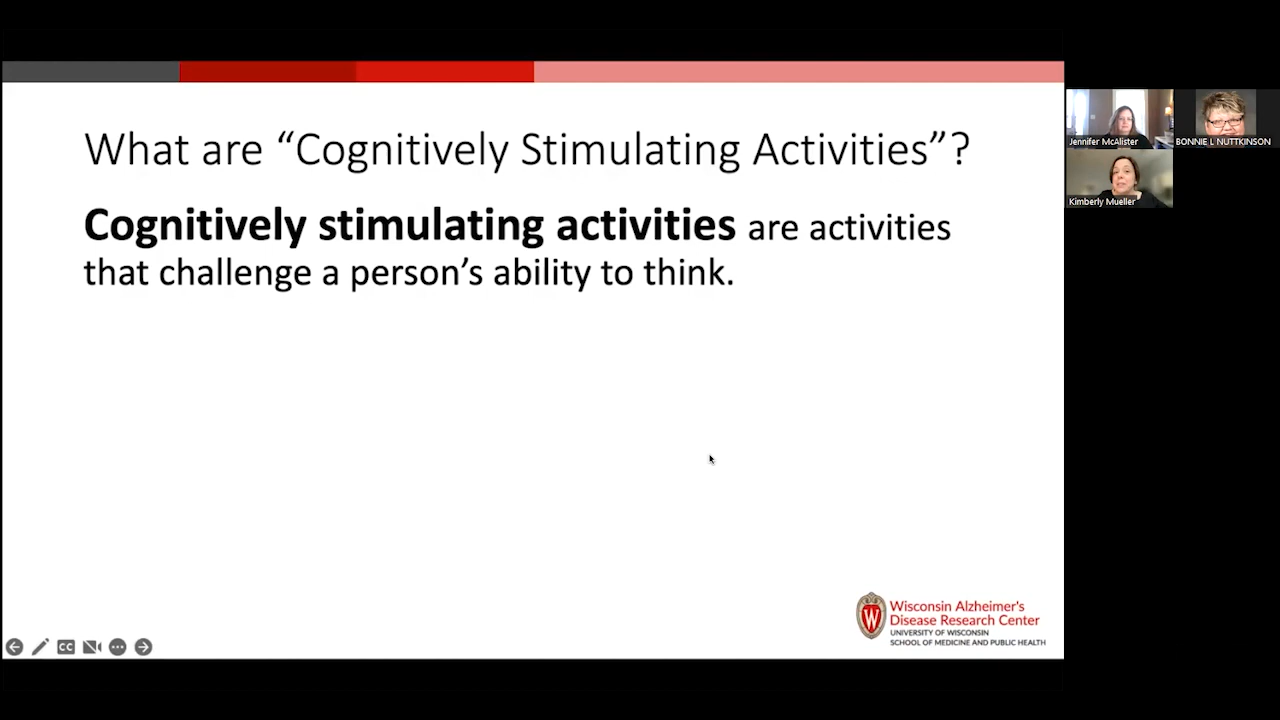 What are “Cognitively Stimulating Activities”?
Cognitively stimulating activities are activities
that challenge a person’s ability to think.
Jennifer McAlister
BONNIE L NUTTKINSON
Kimberly Mueller
W
Wisconsin Alzheimer's
Disease Research Center
UNIVERSITY OF WISCONSIN
SCHOOL OF MEDICINE AND PUBLIC HEALTH
CC